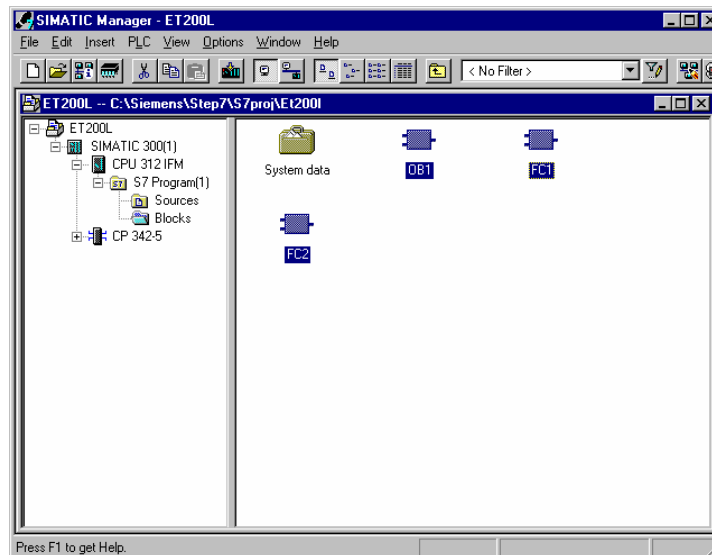 SIMATIC Manager - ET200L
File Edit Insert PLC View Options Window Help
< No Filter >
ET200L -- C:\Siemens\Step7\S7proj\Et200l
ET200L
SIMATIC 300(1)
CPU 312 IFM
S7 Program(1)
Sources
Blocks
CP 342-5
System data
OB1
FC1
FC2
Press F1 to get Help.